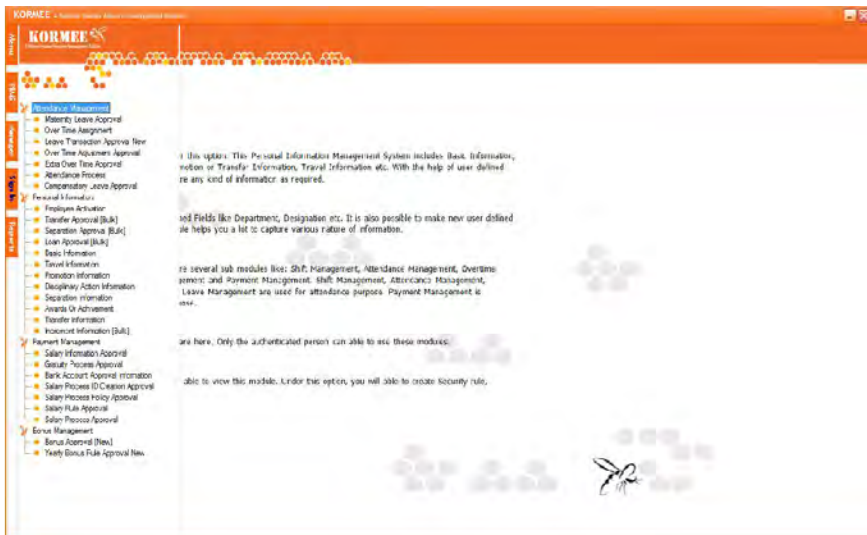 KORMEE
KORMEE
Menu
Manager
Sign In
Reports
Attendance Management
Maternity Leave Approval
Over Time Assignment
Leave Transaction Approval New
Over Time Adjustment Approval
Extra Over Time Approval
Attendance Process
Compensatory Leave Approval
Personal Information
Employee Activation
Transfer Approval [Bulk]
Separation Approval [Bulk]
Loan Approval [Bulk]
Basic Information
Travel Information
Promotion Information
Disciplinary Action Information
Separation Information
Awards Or Achivement
Transfer Information
Increment Information [Bulk]
Payment Management
Salary Information Approval
Gratuity Process Approval
Bank Account Approval Information
Salary Process ID Creation Approval
Salary Process Policy Approval
Salary Rule Approval
Salary Process Approval
Bonus Management
Bonus Approval [New]
Yearly Bonus Rule Approval New
this option. This Personal Information Management System includes Basic Information,
motion or Transfer Information, Travel Information etc. With the help of user defined
re any kind of information as required.
ned Fields like Department, Designation etc. It is also possible to make new user defined
ule helps you a lot to capture various nature of information.
re several sub modules like: Shift Management, Attendance Management, Overtime
gement and Payment Management. Shift Management, Attendance Management,
Leave Management are used for attendance purpose. Payment Management is
ose.
are here. Only the authenticated person can able to use these modules.
able to view this module. Under this option, you will able to create Security rule,